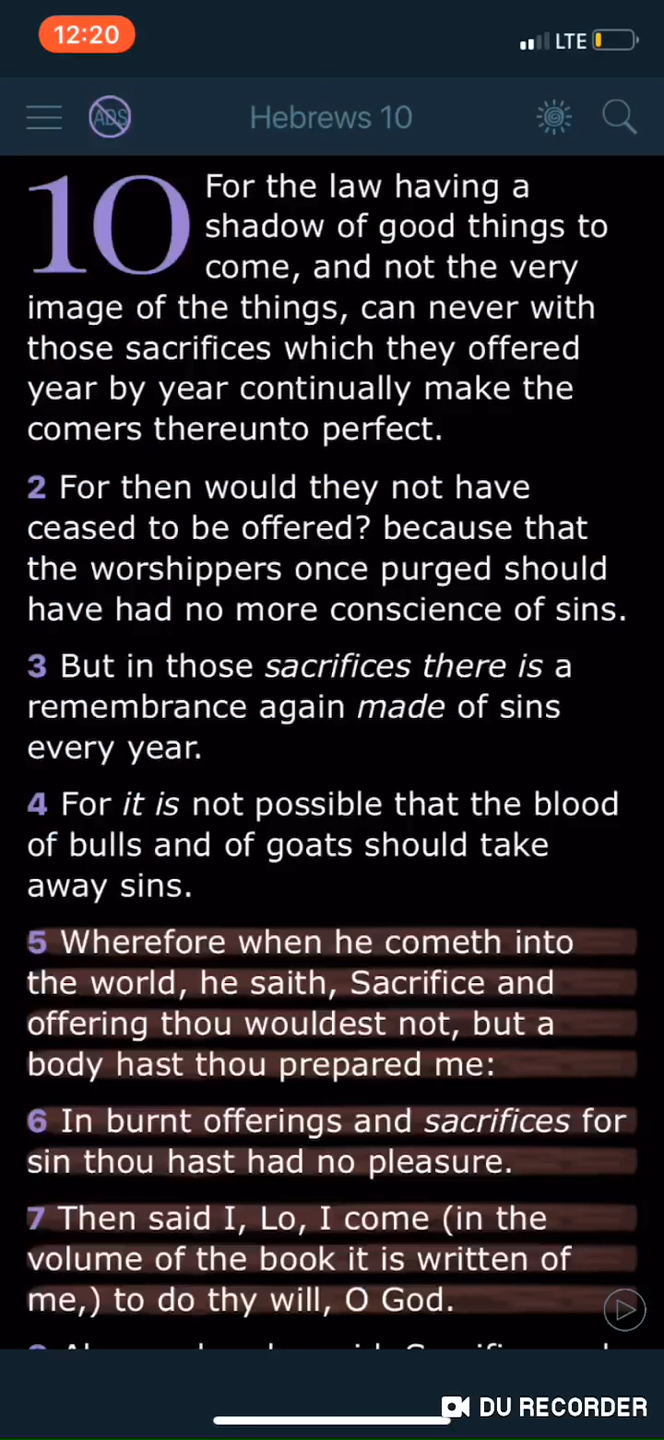 12:20
LTE
ADS
Hebrews 10
10 For the law having a
shadow of good things to
come, and not the very
image of the things, can never with
those sacrifices which they offered
year by year continually make the
comers thereunto perfect.
2 For then would they not have
ceased to be offered? because that
the worshippers once purged should
have had no more conscience of sins.
3 But in those sacrifices there is a
remembrance again made of sins
every year.
4 For it is not possible that the blood
of bulls and of goats should take
away sins.
5 Wherefore when he cometh into
the world, he saith, Sacrifice and
offering thou wouldest not, but a
body hast thou prepared me:
6 In burnt offerings and sacrifices for
sin thou hast had no pleasure.
7 Then said I, Lo, I come (in the
volume of the book it is written of
me,) to do thy will, O God.
DU RECORDER